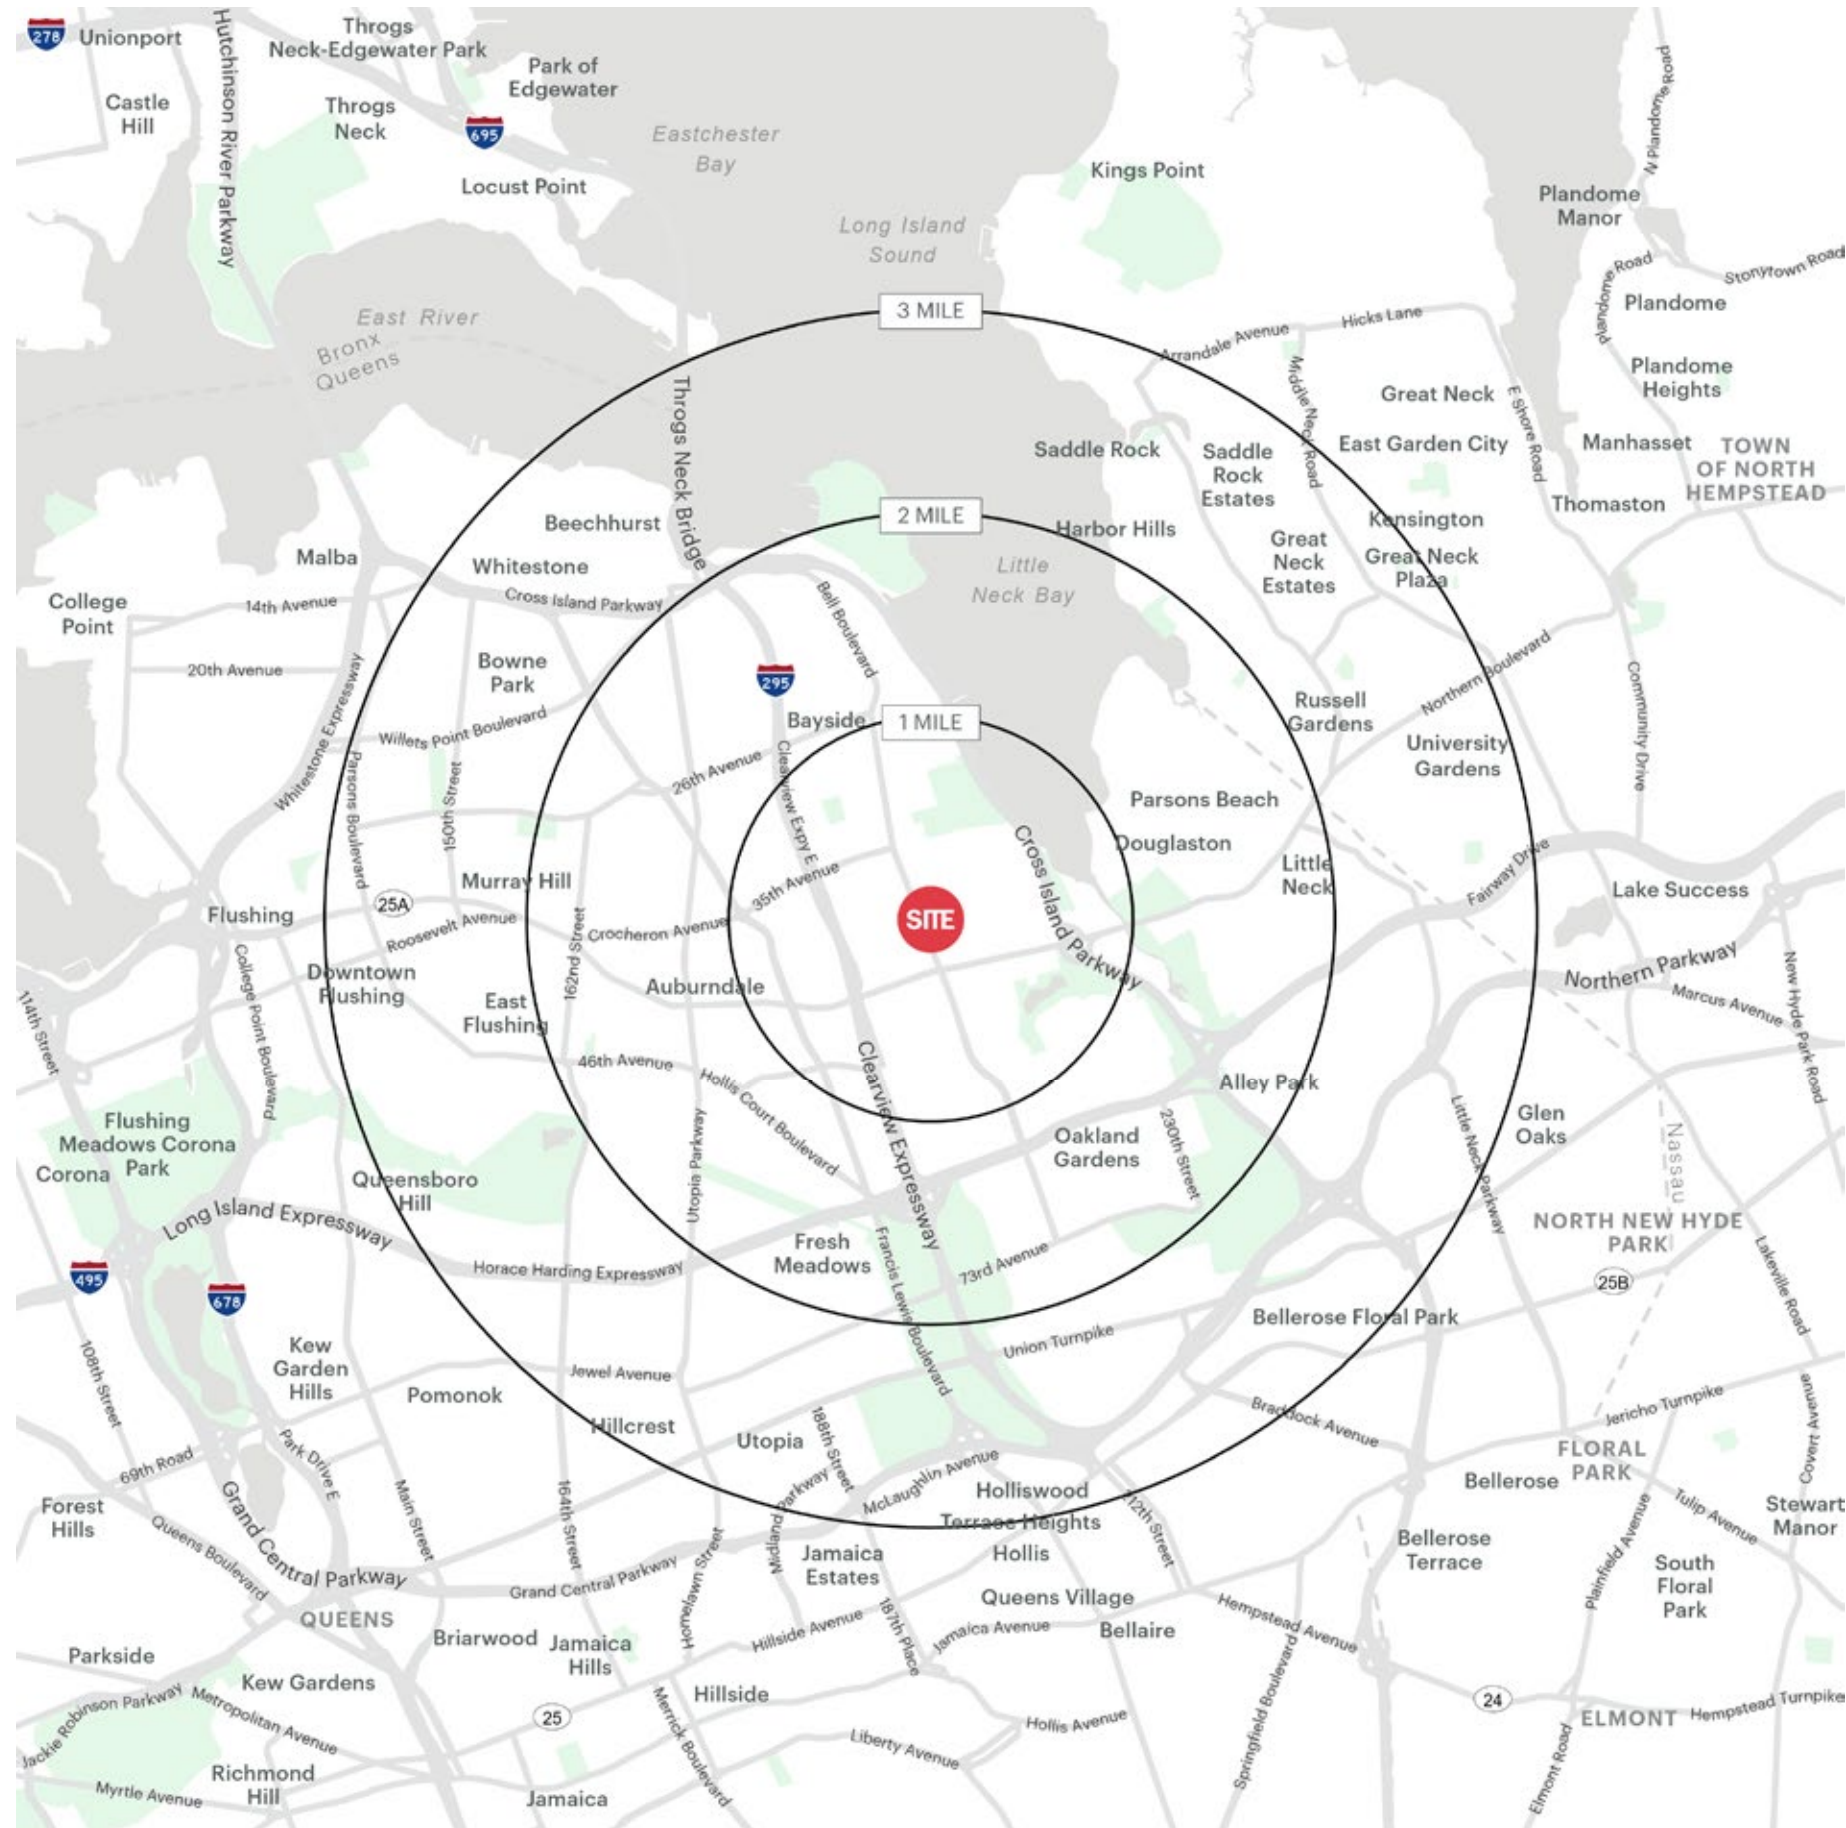 278
Unionport
Hutchinson River Parkway
Throgs
Neck-Edgewater Park
Park of
Edgewater
Castle
Hill
Throgs
Neck
695
Locust Point
Eastchester
Bay
Kings Point
N Plandome Road
Plandome
Manor
Long Island
Sound
Plandome Road
Stonytown Road
Plandome
East River
Bronx
Queens
3 MILE
Arrandale Avenue
Hicks Lane
Middle Neck Road
Great Neck
E Shore Road
Plandome
Heights
Throgs Neck Bridge
Saddle Rock
Saddle
Rock
Estates
East Garden City
Manhasset
TOWN
OF NORTH
HEMPSTEAD
Thomaston
Beechhurst
2 MILE
Harbor Hills
Kensington
Malba
Whitestone
Little
Neck Bay
Great
Neck
Estates
Great Neck
Plaza
College
Point
14th Avenue
Cross Island Parkway
Bell Boulevard
20th Avenue
Whitestone Expressway
Bowne
Park
295
Northern Boulevard
Community Drive
Willets Point Boulevard
Bayside
1 MILE
Russell
Gardens
University
Gardens
Parsons Boulevard
150th Street
26th Avenue
Clearview Expy E
Parsons Beach
Douglaston
Cross Island Parkway
Little
Neck
Fairway Drive
Lake Success
Murray Hill
35th Avenue
25A
Flushing
Roosevelt Avenue
162nd Street
Crocheron Avenue
SITE
College Point Boulevard
Downtown
Flushing
East
Flushing
Auburndale
Northern Parkway
Marcus Avenue
New Hyde Park Road
114th Street
46th Avenue
Hollis Court Boulevard
Clearview Expressway
Alley Park
230th Street
Little Neck Parkway
Glen
Oaks
Nassau
Flushing
Meadows Corona
Park
Corona
Utopia Parkway
Oakland
Gardens
Queensboro
Hill
Long Island Expressway
NORTH NEW HYDE
PARK
Lakeville Road
495
678
Horace Harding Expressway
Fresh
Meadows
Francis Lewis Boulevard
73rd Avenue
25B
Bellerose Floral Park
108th Street
Kew
Garden
Hills
Jewel Avenue
Union Turnpike
Pomonok
Hillcrest
Utopia
188th Street
Braddock Avenue
Jericho Turnpike
Covert Avenue
FLORAL
PARK
69th Road
Park Drive E
Main Street
164th Street
Midland Parkway
McLaughlin Avenue
Holliswood
Terrace Heights
212th Street
Bellerose
Tulip Avenue
Stewart
Manor
Forest
Hills
Queens Boulevard
Grand Central Parkway
Grand Central Parkway
Homelawn Street
Jamaica
Estates
Hollis
Bellerose
Terrace
Plainfield Avenue
South
Floral
Park
QUEENS
Queens Village
Hempstead Avenue
Briarwood
Jamaica
Hills
Hillside Avenue
187th Place
Jamaica Avenue
Bellaire
Springfield Boulevard
Parkside
Kew Gardens
Hillside
Merrick Boulevard
24
Jackie Robinson Parkway
Metropolitan Avenue
25
Hollis Avenue
ELMONT
Hempstead Turnpike
Liberty Avenue
Elmont Road
Richmond
Hill
Myrtle Avenue
Jamaica